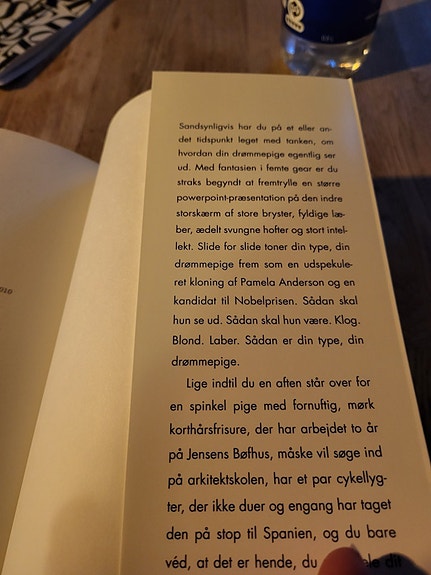 Sandsynligvis har du på et eller an-
det tidspunkt leget med tanken, om
hvordan din drømmepige egentlig ser
ud. Med fantasien i femte gear er du
straks begyndt at fremtrylle en større
powerpoint-præsentation på den indre
storskærm af store bryster, fyldige læ-
ber, ædelt svungne hofter og stort intel-
lekt. Slide for slide toner din type, din
drømmepige frem som en udspekule-
ret kloning af Pamela Anderson og en
kandidat til Nobelprisen. Sådan skal
hun se ud. Sådan skal hun være. Klog.
Blond. Laber. Sådan er din type, din
drømmepige.
Lige indtil du en aften står over for
en spinkel pige med fornuftig, mørk
korthårsfrisure, der har arbejdet to år
på Jensens Bøfhus, måske vil søge ind
på arkitektskolen, har et par cykellyg-
ter, der ikke duer og engang har taget
den på stop til Spanien, og du bare
véd, at det er hende, du dit